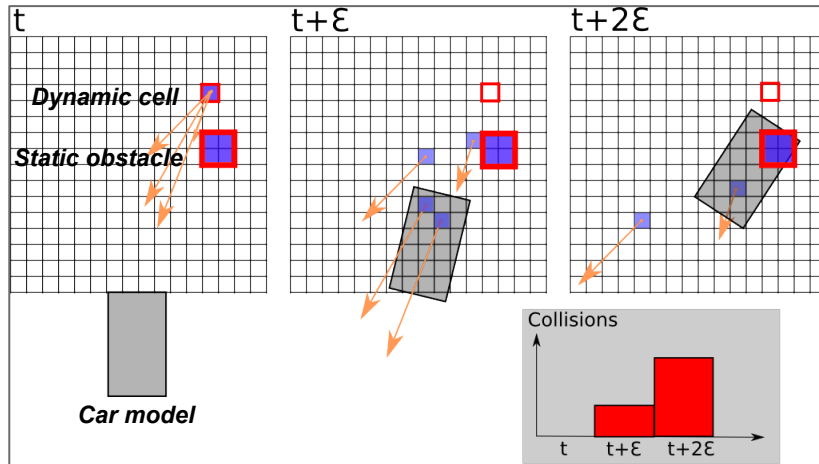 t
t+Ɛ
t+2Ɛ
Dynamic cell
Static obstacle
Car model
Collisions
t
t+Ɛ
t+2Ɛ